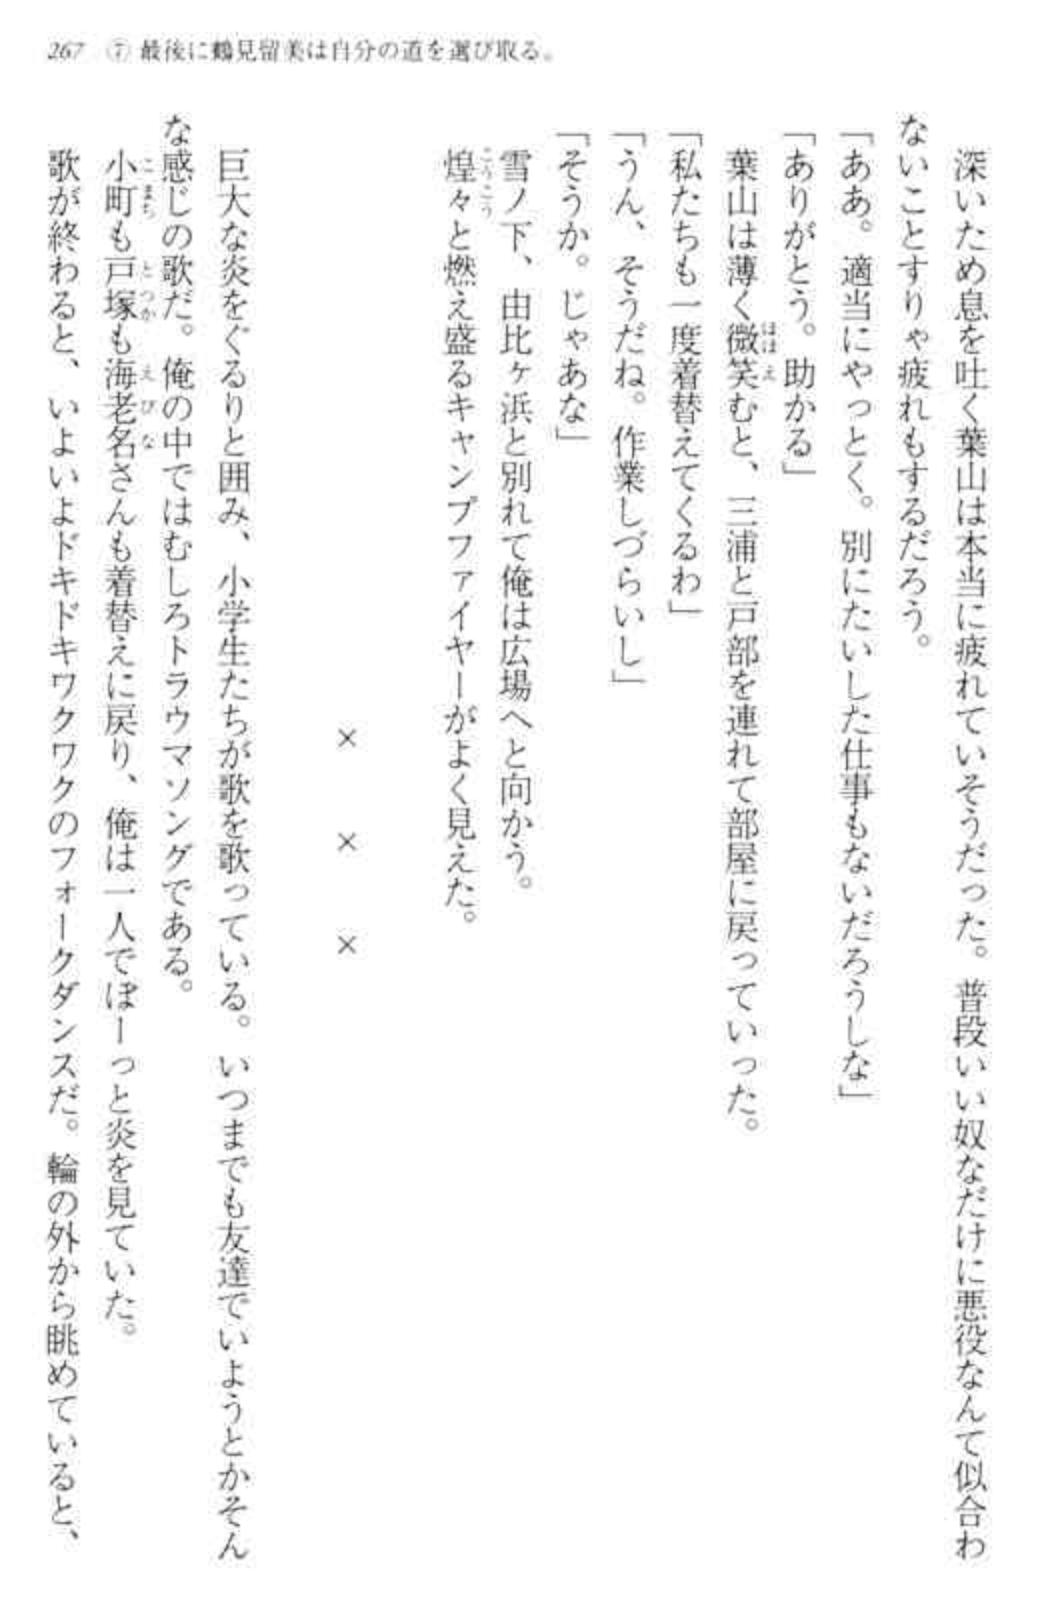 267　⑦ 最後に鶴見留美は自分の道を選び取る。
深いため息を吐く葉山は本当に疲れていそうだった。普段いい奴なだけに悪役なんて似合わ
ないことすりゃ疲れもするだろう。
「ああ。適当にやっとく。別にたいした仕事もないだろうしな」
「ありがとう。助かる」
葉山は薄く微笑むと、三浦と戸部を連れて部屋に戻っていった。
「私たちも一度着替えてくるわ」
「うん、そうだね。作業しづらいし」
「そうか。じゃあな」
雪ノ下、由比ヶ浜と別れて俺は広場へと向かう。
煌々と燃え盛るキャンプファイヤーがよく見えた。
×　×　×
巨大な炎をぐるりと囲み、小学生たちが歌を歌っている。いつまでも友達でいようとかそん
な感じの歌だ。俺の中ではむしろトラウマソングである。
小町も戸塚も海老名さんも着替えに戻り、俺は一人でぼーっと炎を見ていた。
歌が終わると、いよいよドキドキワクワクのフォークダンスだ。輪の外から眺めていると、